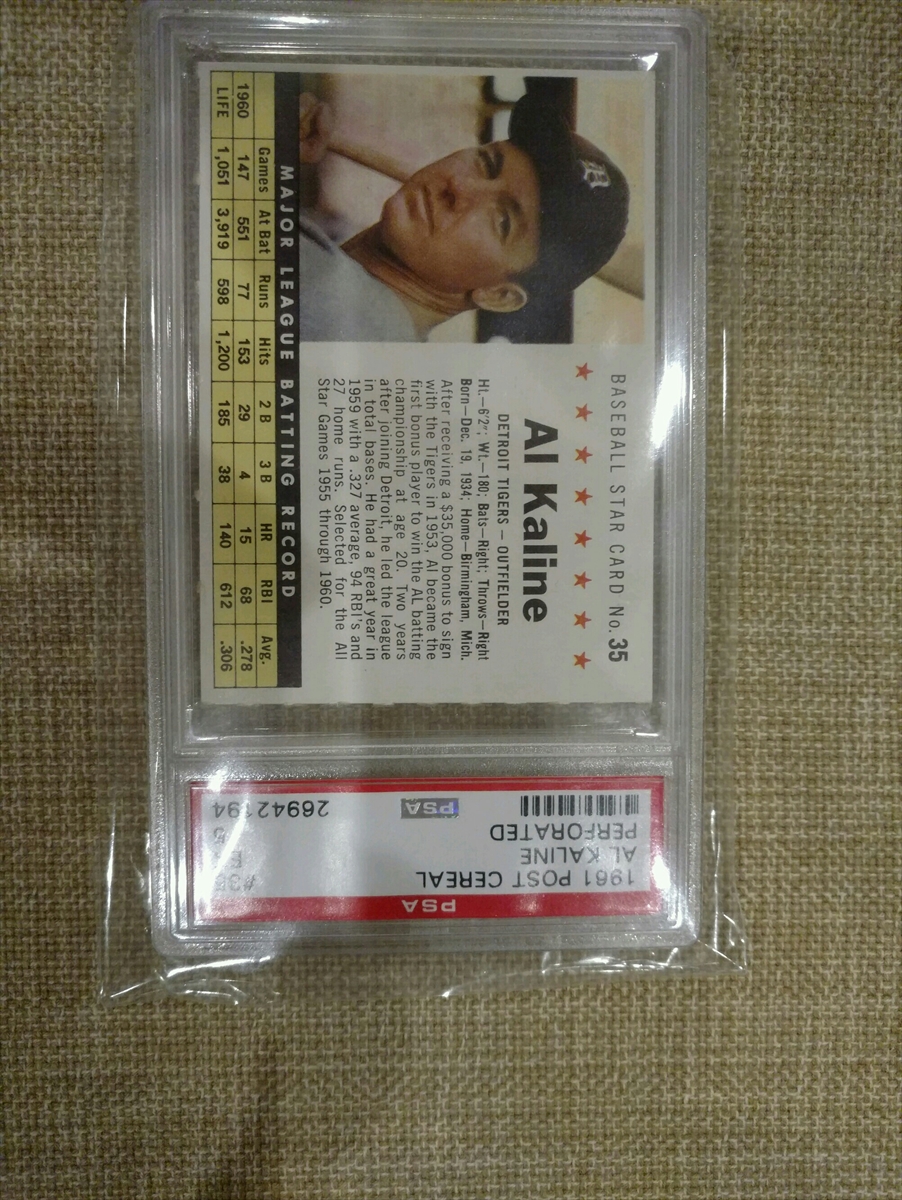 BASEBALL STAR CARD No. 35
Al Kaline
DETROIT TIGERS — OUTFIELDER
Ht.—6'2"; Wt.—180; Bats—Right; Throws—Right
Born—Dec. 19, 1934; Home—Birmingham, Mich.
After receiving a $35,000 bonus to sign
with the Tigers in 1953, Al became the
first bonus player to win the AL batting
championship at age 20. Two years
after joining Detroit, he led the league
in total bases. He had a great year in
1959 with a .327 average, 94 RBI's and
27 home runs. Selected for the All
Star Games 1955 through 1960.
MAJOR LEAGUE BATTING RECORD
Games At Bat Runs Hits 2 B 3 B HR RBI Avg.
1960 147 551 77 153 29 4 15 68 .278
LIFE 1,051 3,919 598 1,200 185 38 140 612 .306
D
PSA
1961 POST CEREAL #35
AL KALINE
PERFORATED 5
PSA
26942194